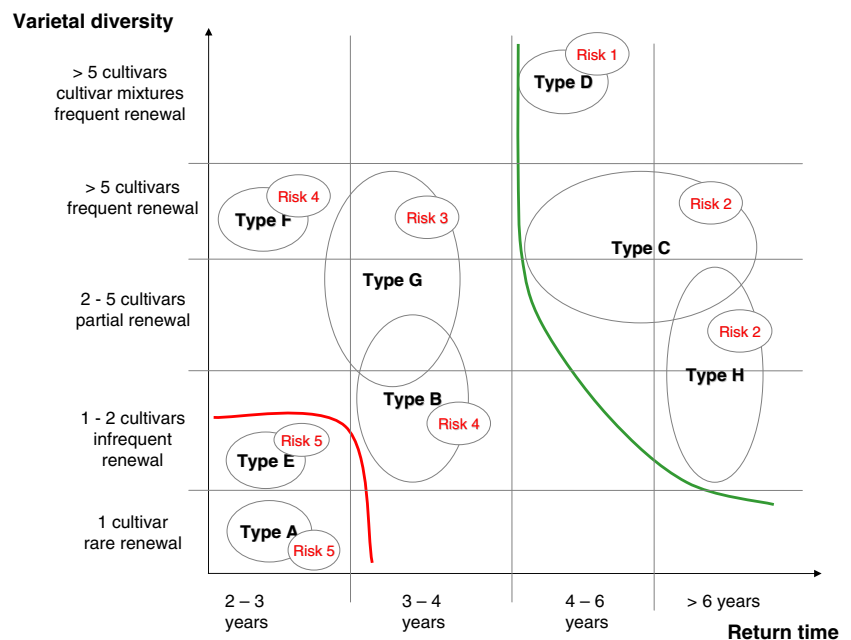 Varietal diversity
> 5 cultivars
cultivar mixtures
frequent renewal
Risk 1
Type D
> 5 cultivars
frequent renewal
Risk 4
Type F
Risk 3
Risk 2
Type C
Type G
2 - 5 cultivars
partial renewal
Risk 2
Type H
Type B
Risk 4
1 - 2 cultivars
infrequent
renewal
Risk 5
Type E
1 cultivar
rare renewal
Type A
Risk 5
2 – 3
years
3 – 4
years
4 – 6
years
> 6 years
Return time